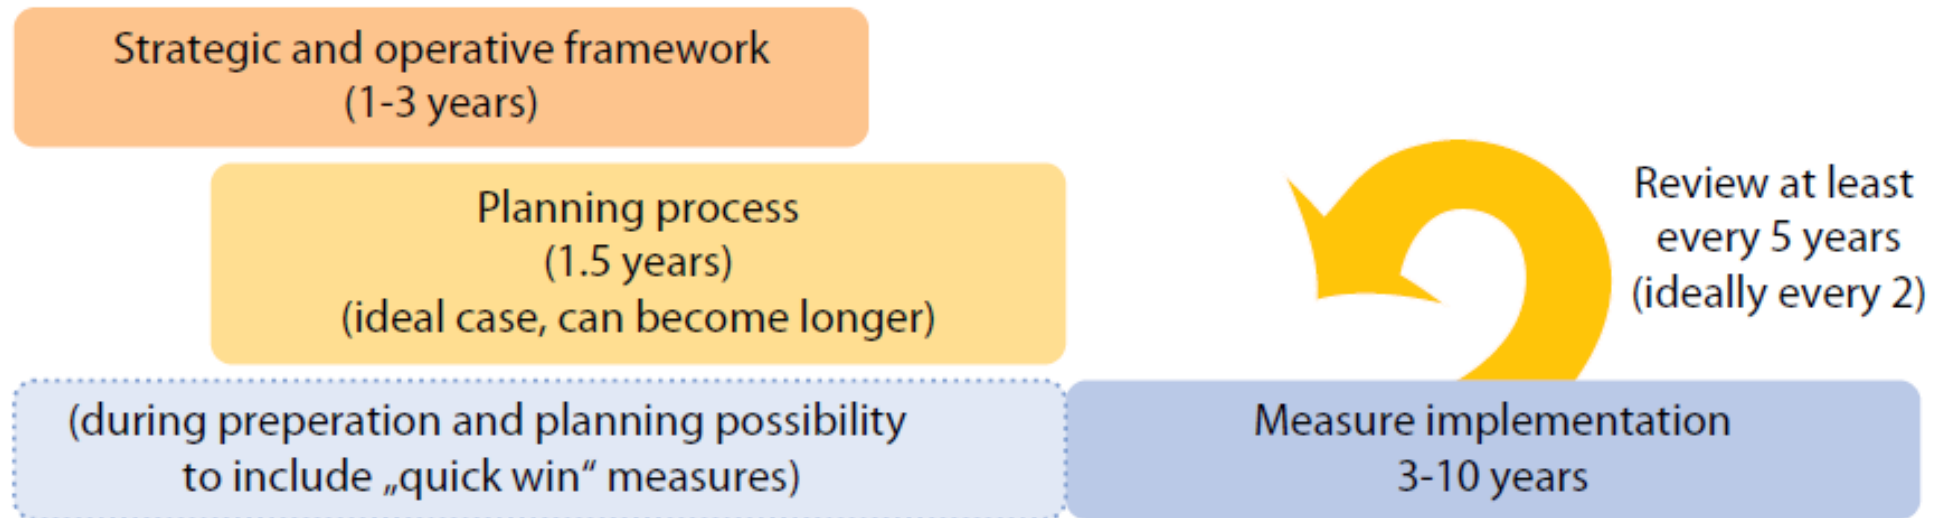 Strategic and operative framework
(1-3 years)
Planning process
(1.5 years)
(ideal case, can become longer)
Review at least
every 5 years
(ideally every 2)
(during preperation and planning possibility
to include „quick win“ measures)
Measure implementation
3-10 years